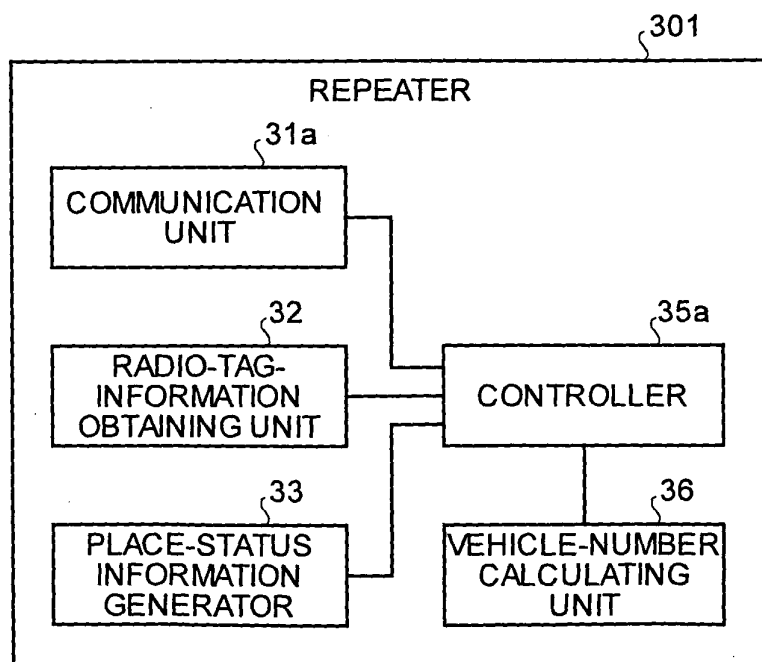 301
REPEATER
31a
COMMUNICATION
UNIT
32
RADIO-TAG-
INFORMATION
OBTAINING UNIT
35a
CONTROLLER
33
PLACE-STATUS
INFORMATION
GENERATOR
36
VEHICLE-NUMBER
CALCULATING
UNIT